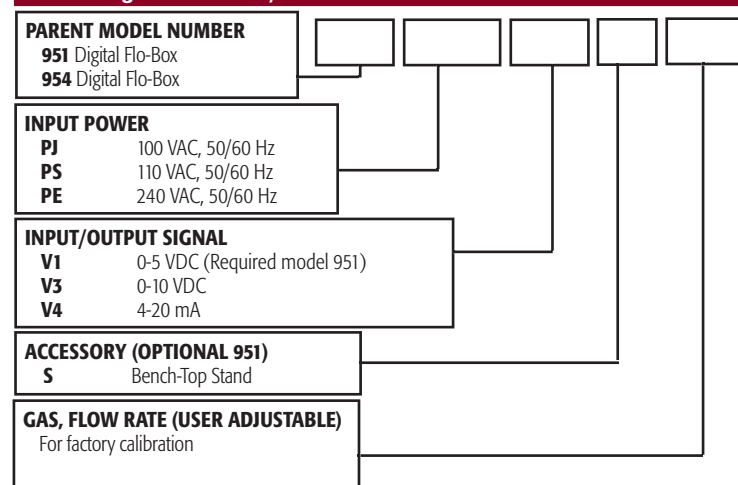 PARENT MODEL NUMBER
951 Digital Flo-Box
954 Digital Flo-Box
INPUT POWER
PJ 100 VAC, 50/60 Hz
PS 110 VAC, 50/60 Hz
PE 240 VAC, 50/60 Hz
INPUT/OUTPUT SIGNAL
V1 0-5 VDC (Required model 951)
V3 0-10 VDC
V4 4-20 mA
ACCESSORY (OPTIONAL 951)
S Bench-Top Stand
GAS, FLOW RATE (USER ADJUSTABLE)
For factory calibration